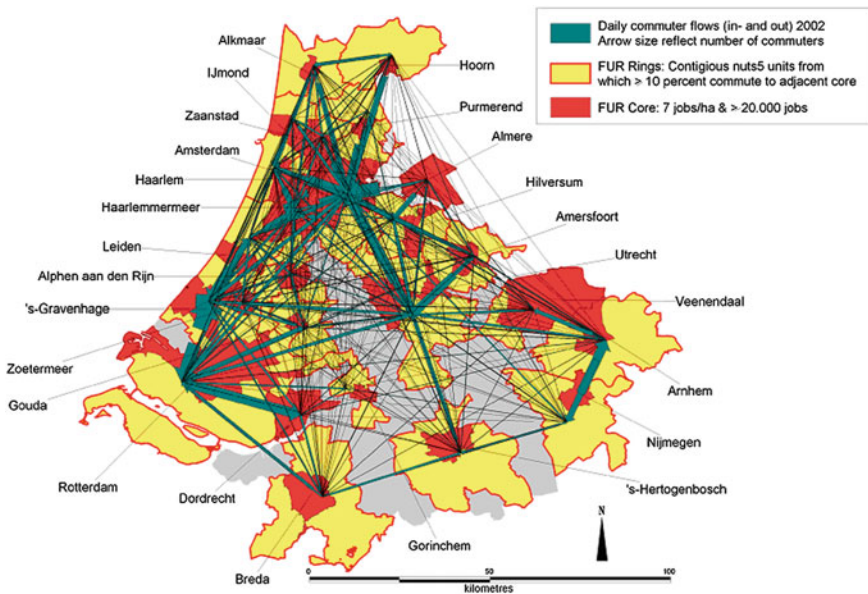 Alkmaar
IJmond
Zaanstad
Amsterdam
Haarlem
Haarlemmermeer
Leiden
Alphen aan den Rijn
's-Gravenhage
Zoetermeer
Gouda
Rotterdam
Dordrecht
Breda
Hoorn
Purmerend
Almere
Hilversum
Amersfoort
Utrecht
Veenendaal
Arnhem
Nijmegen
's-Hertogenbosch
Gorinchem
Daily commuter flows (in- and out) 2002
Arrow size reflect number of commuters
FUR Rings: Contigious nuts5 units from
which ≥ 10 percent commute to adjacent core
FUR Core: 7 jobs/ha & ≥ 20.000 jobs
N
0 50 100
kilometres